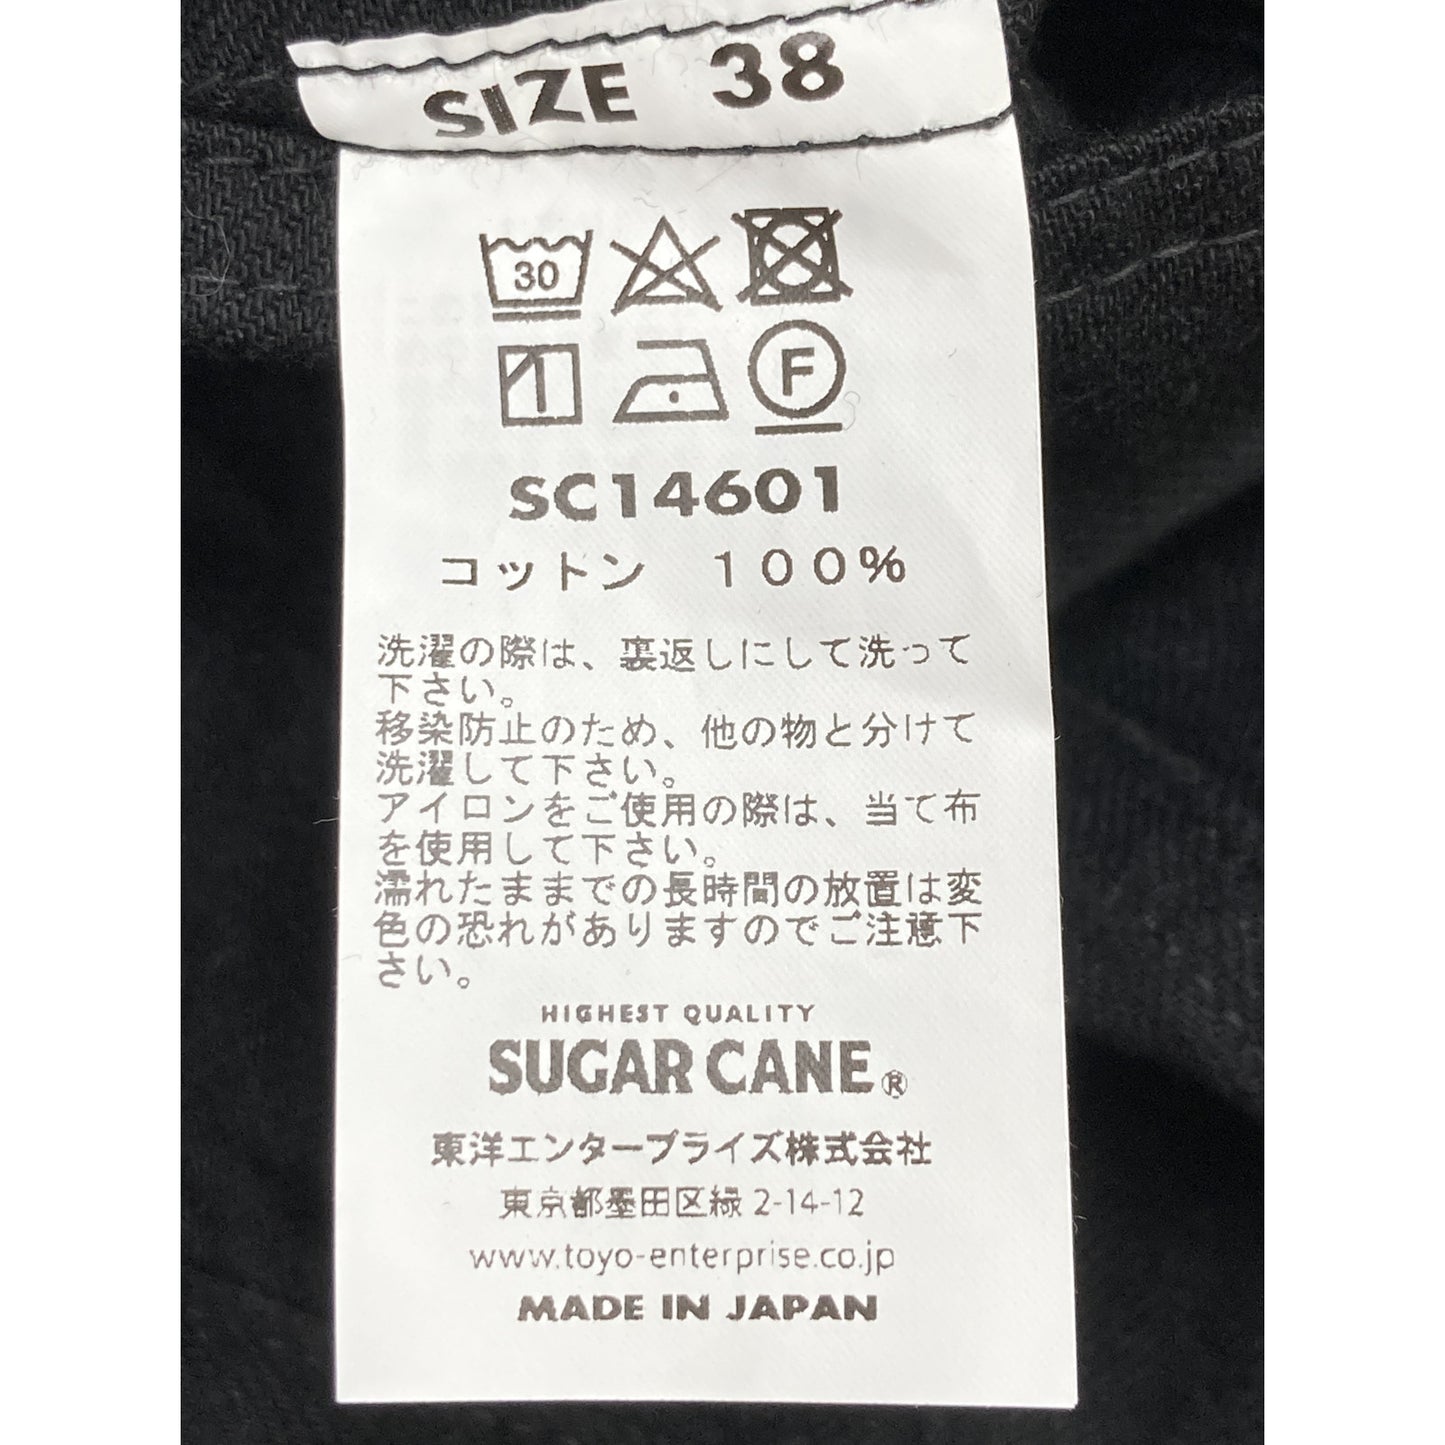 SIZE 38
30
F
SC14601
コットン　１００％
洗濯の際は、裏返しにして洗って
下さい。
移染防止のため、他の物と分けて
洗濯して下さい。
アイロンをご使用の際は、当て布
を使用して下さい。
濡れたままでの長時間の放置は変
色の恐れがありますのでご注意下
さい。
HIGHEST QUALITY
SUGAR CANE®
東洋エンタープライズ株式会社
東京都墨田区緑 2-14-12
www.toyo-enterprise.co.jp
MADE IN JAPAN